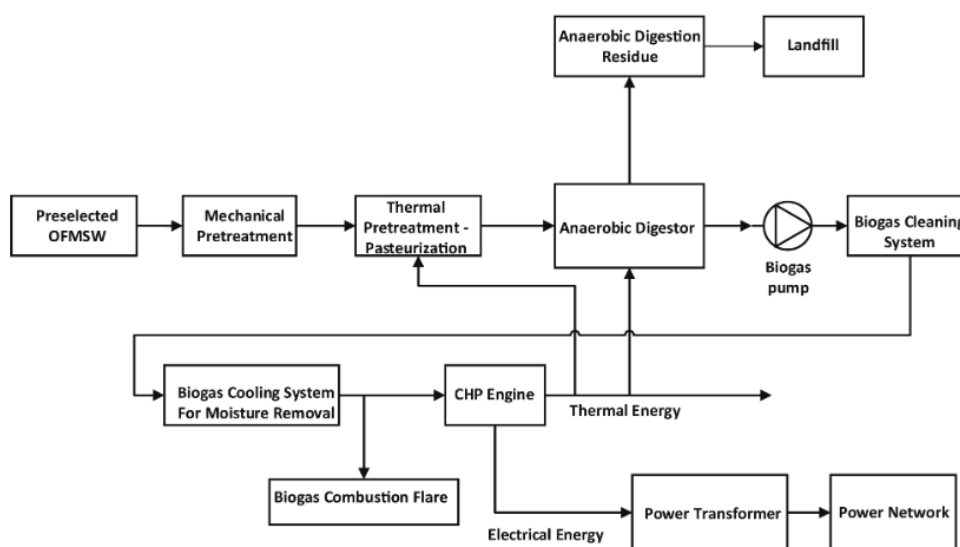 Anaerobic Digestion
Residue
Landfill
Preselected
OFMSW
Mechanical
Pretreatment
Thermal
Pretreatment -
Pasteurization
Anaerobic Digestor
Biogas
pump
Biogas Cleaning
System
Biogas Cooling System
For Moisture Removal
CHP Engine
Thermal Energy
Biogas Combustion Flare
Electrical Energy
Power Transformer
Power Network